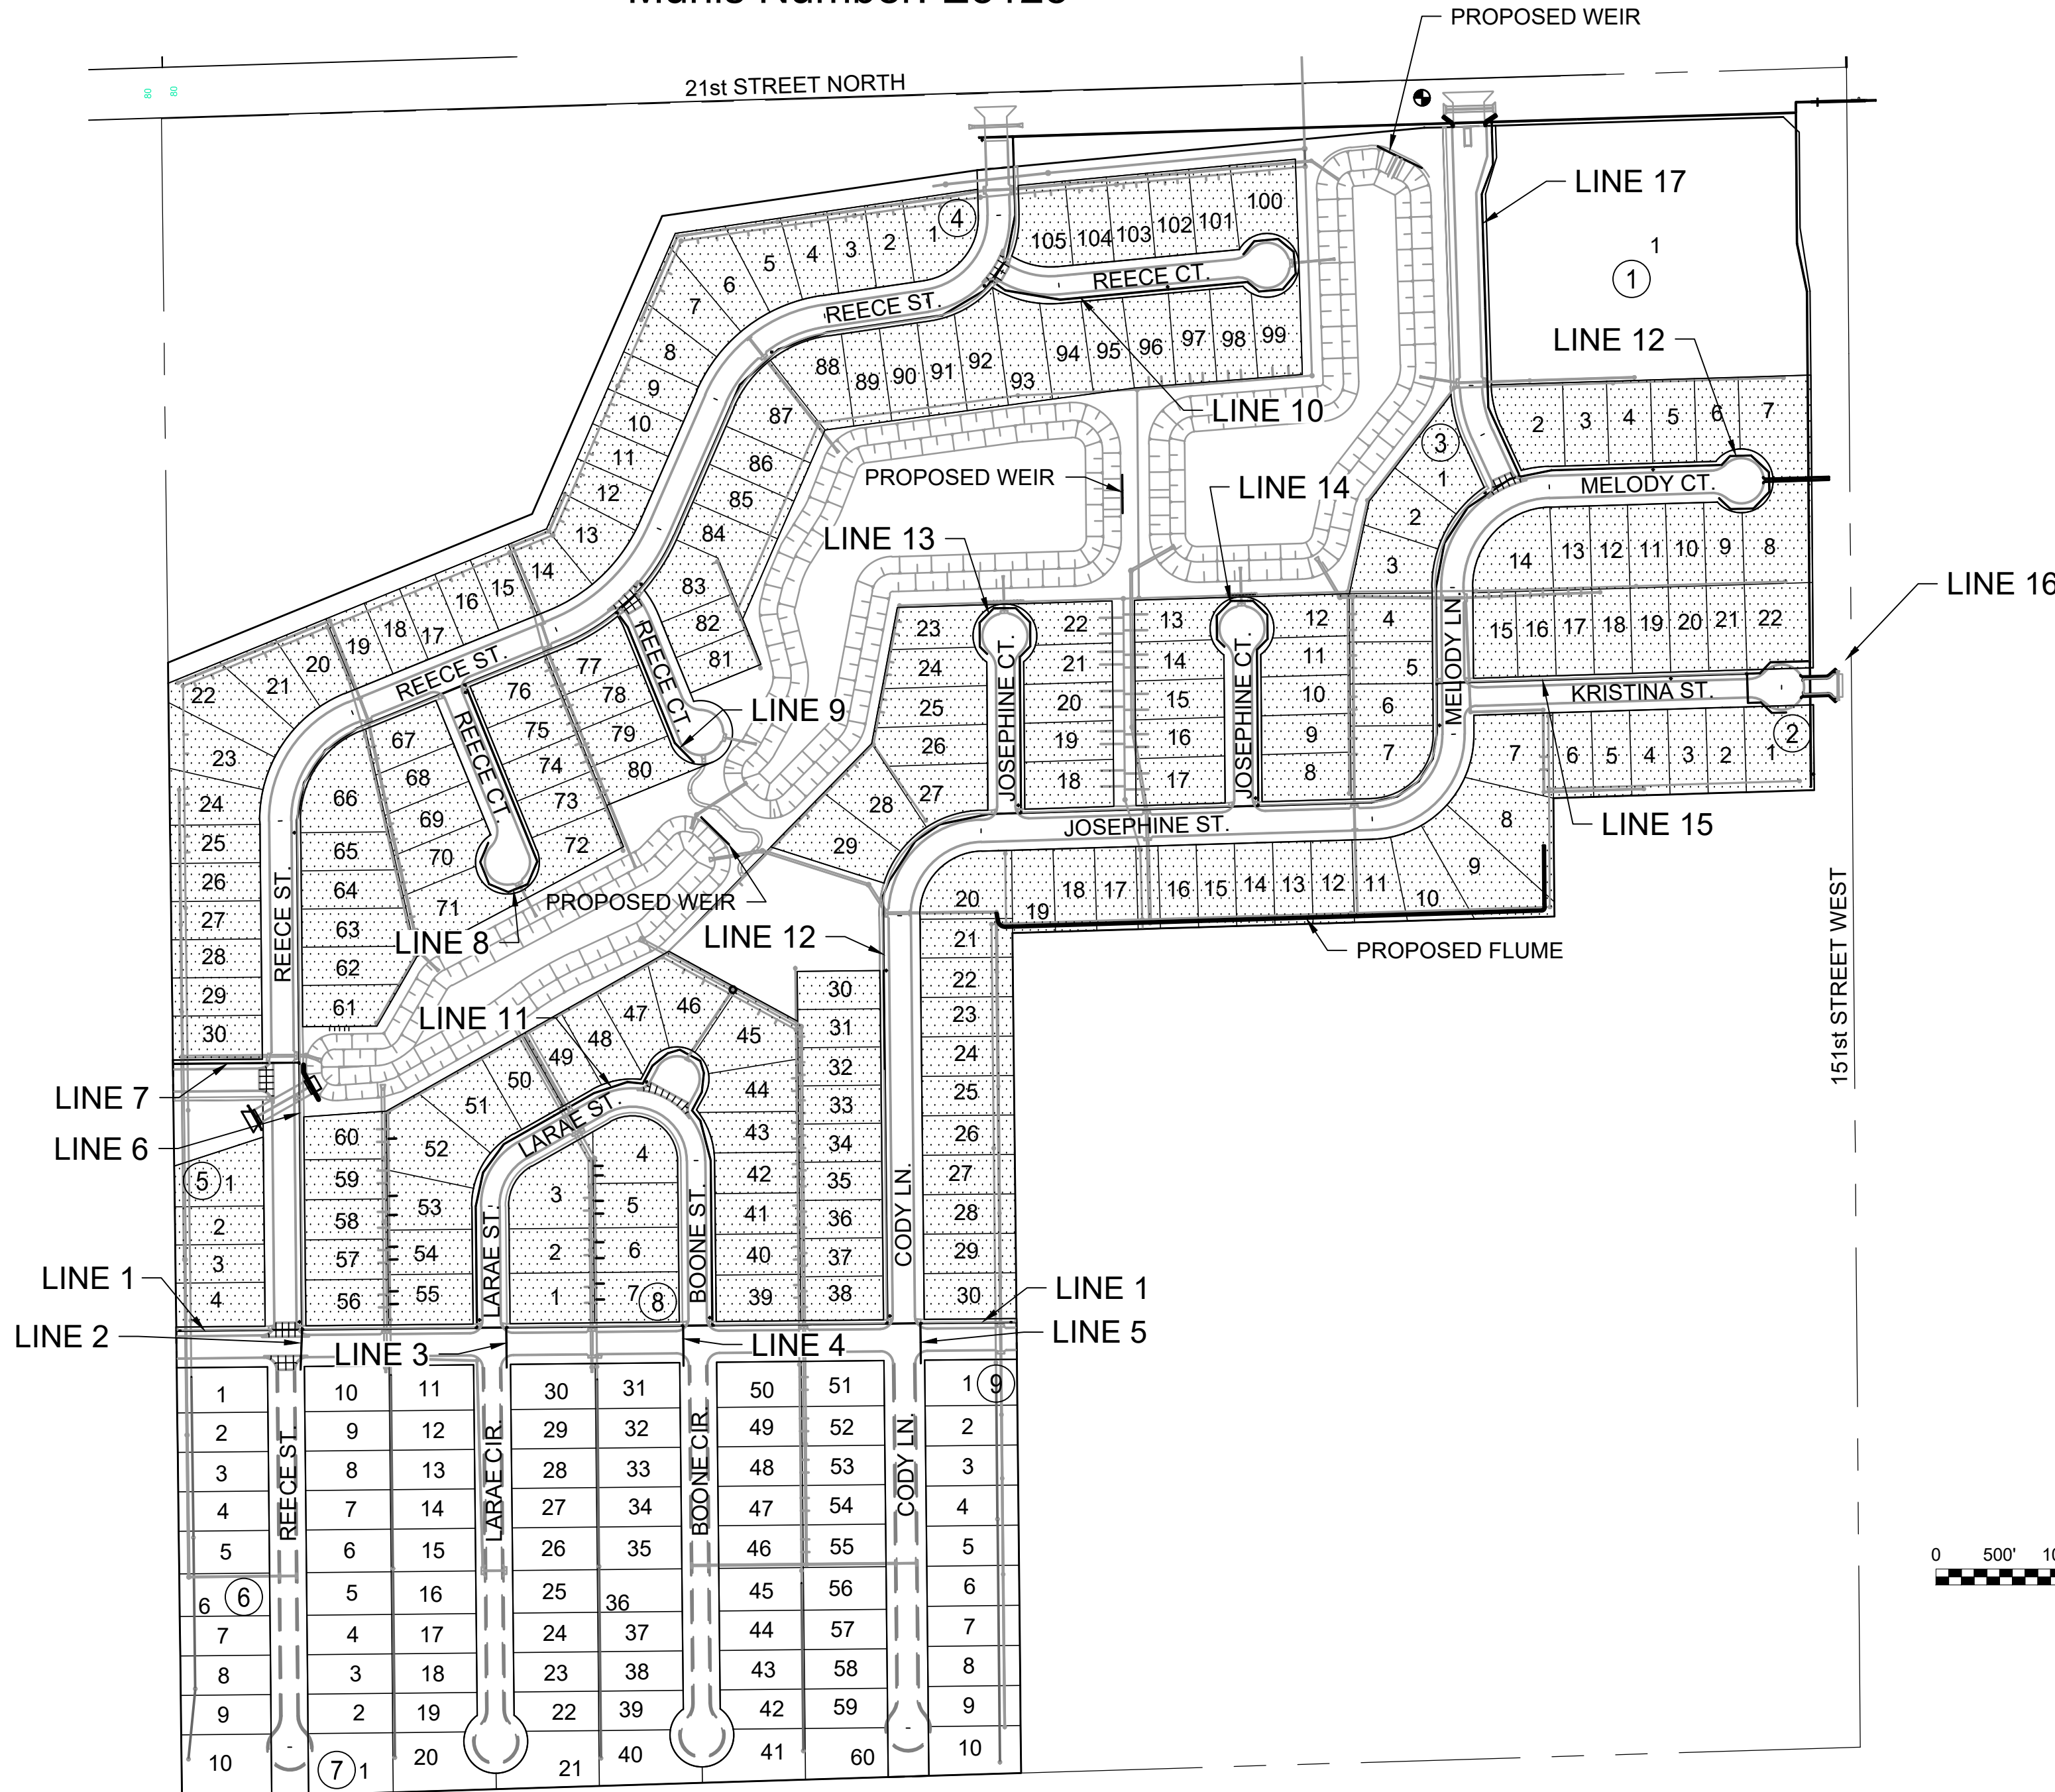 PROPOSED WEIR
21st STREET NORTH
80 80
LINE 17
1
1
4
1 2 3 4 5 6 7
105 104 103 102 101 100
REECE CT.
REECE ST.
LINE 12
8 9 10 11 12 13 14
88 89 90 91 92 93 94 95 96 97 98 99
LINE 10
87 86 85 84 83 82 81
3
1 2 3
2 3 4 5 6 7
MELODY CT.
PROPOSED WEIR
LINE 14
LINE 13
14 13 12 11 10 9 8
LINE 16
15 16 17 18 19 20 21 22
MELODY LN.
4 5 6 7
KRISTINA ST.
2
7 6 5 4 3 2 1
LINE 15
15 16 17 18 19 20 21 22
REECE ST.
REECE CT.
LINE 9
77 78 79 80
76 75 74 73 72
REECE CT.
67 68 69 70 71
LINE 8
23 24 25 26 27 28 29
JOSEPHINE CT.
22 21 20 19 18
13 14 15 16 17
JOSEPHINE CT.
12 11 10 9 8
JOSEPHINE ST.
8 9 10 11 12 13 14 15 16 17 18 19 20
PROPOSED FLUME
151st STREET WEST
PROPOSED WEIR
LINE 12
23 24 25 26 27 28 29 30
REECE ST.
66 65 64 63 62 61
LINE 11
LINE 7
LINE 6
5
1 2 3 4
60 59 58 57 56
52 53 54 55
51 50 49 48 47 46 45
LARAE ST.
LARAE ST.
3 2 1
4 5 6 7
8
BOONE ST.
44 43 42 41 40 39
30 31 32 33 34 35 36 37 38
CODY LN.
21 22 23 24 25 26 27 28 29 30
LINE 1
LINE 2
LINE 3
LINE 4
LINE 1
LINE 5
9
1 2 3 4 5 6 7 8 9 10
6
REECE ST.
10 9 8 7 6 5 4 3 2 1
7
11 12 13 14 15 16 17 18 19 20
LARAE CIR.
30 29 28 27 26 25 24 23 22 21
31 32 33 34 35 36 37 38 39 40
BOONE CIR.
50 49 48 47 46 45 44 43 42 41
51 52 53 54 55 56 57 58 59 60
CODY LN.
1 2 3 4 5 6 7 8 9 10
0 500'